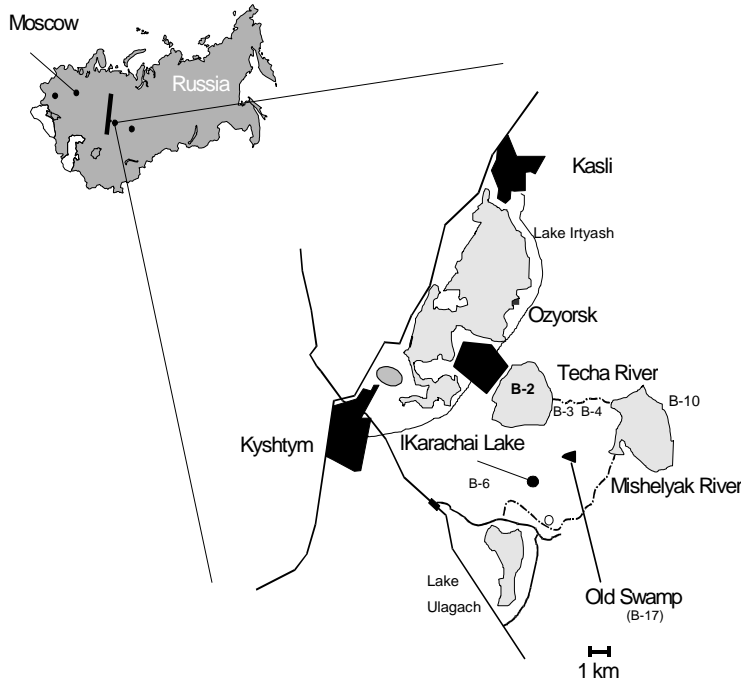 Moscow
Russia
Kasli
Lake Irtyash
Ozyorsk
Techa River
B-2
B-3 B-4
B-10
Kyshtym
lKarachai Lake
B-6
Mishelyak River
Lake
Ulagach
Old Swamp
(B-17)
1 km